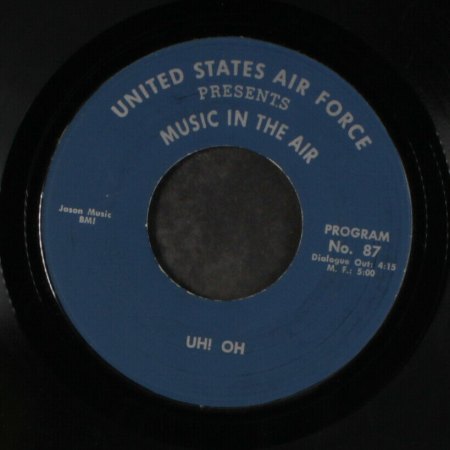 UNITED STATES AIR FORCE
PRESENTS
MUSIC IN THE AIR
Jason Music
BMI
PROGRAM
No. 87
Dialogue Out: 4:15
M. F.: 5:00
UH! OH